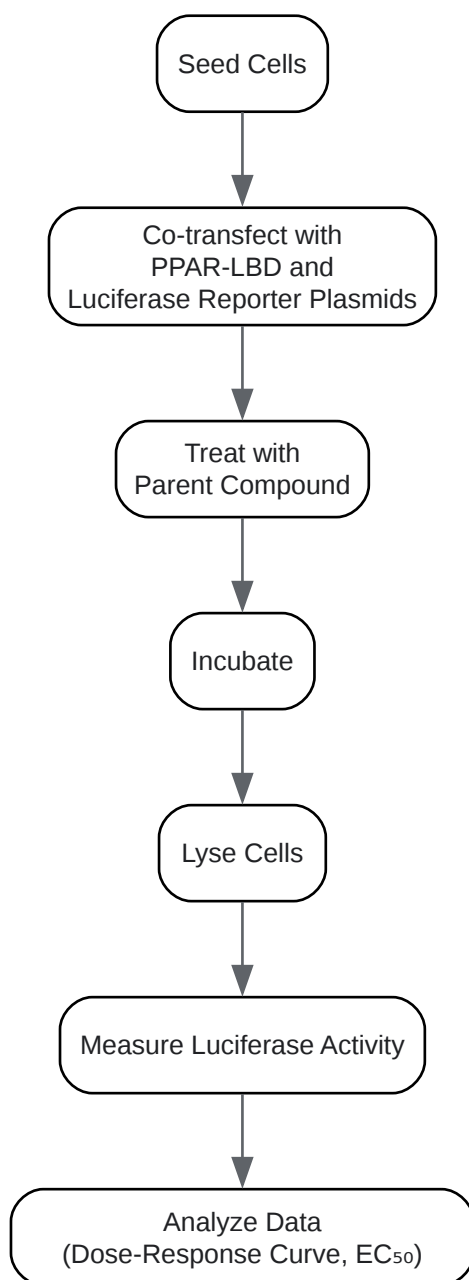 Seed Cells
Co-transfect with
PPAR-LBD and
Luciferase Reporter Plasmids
Treat with
Parent Compound
Incubate
Lyse Cells
Measure Luciferase Activity
Analyze Data
(Dose-Response Curve, EC₅₀)